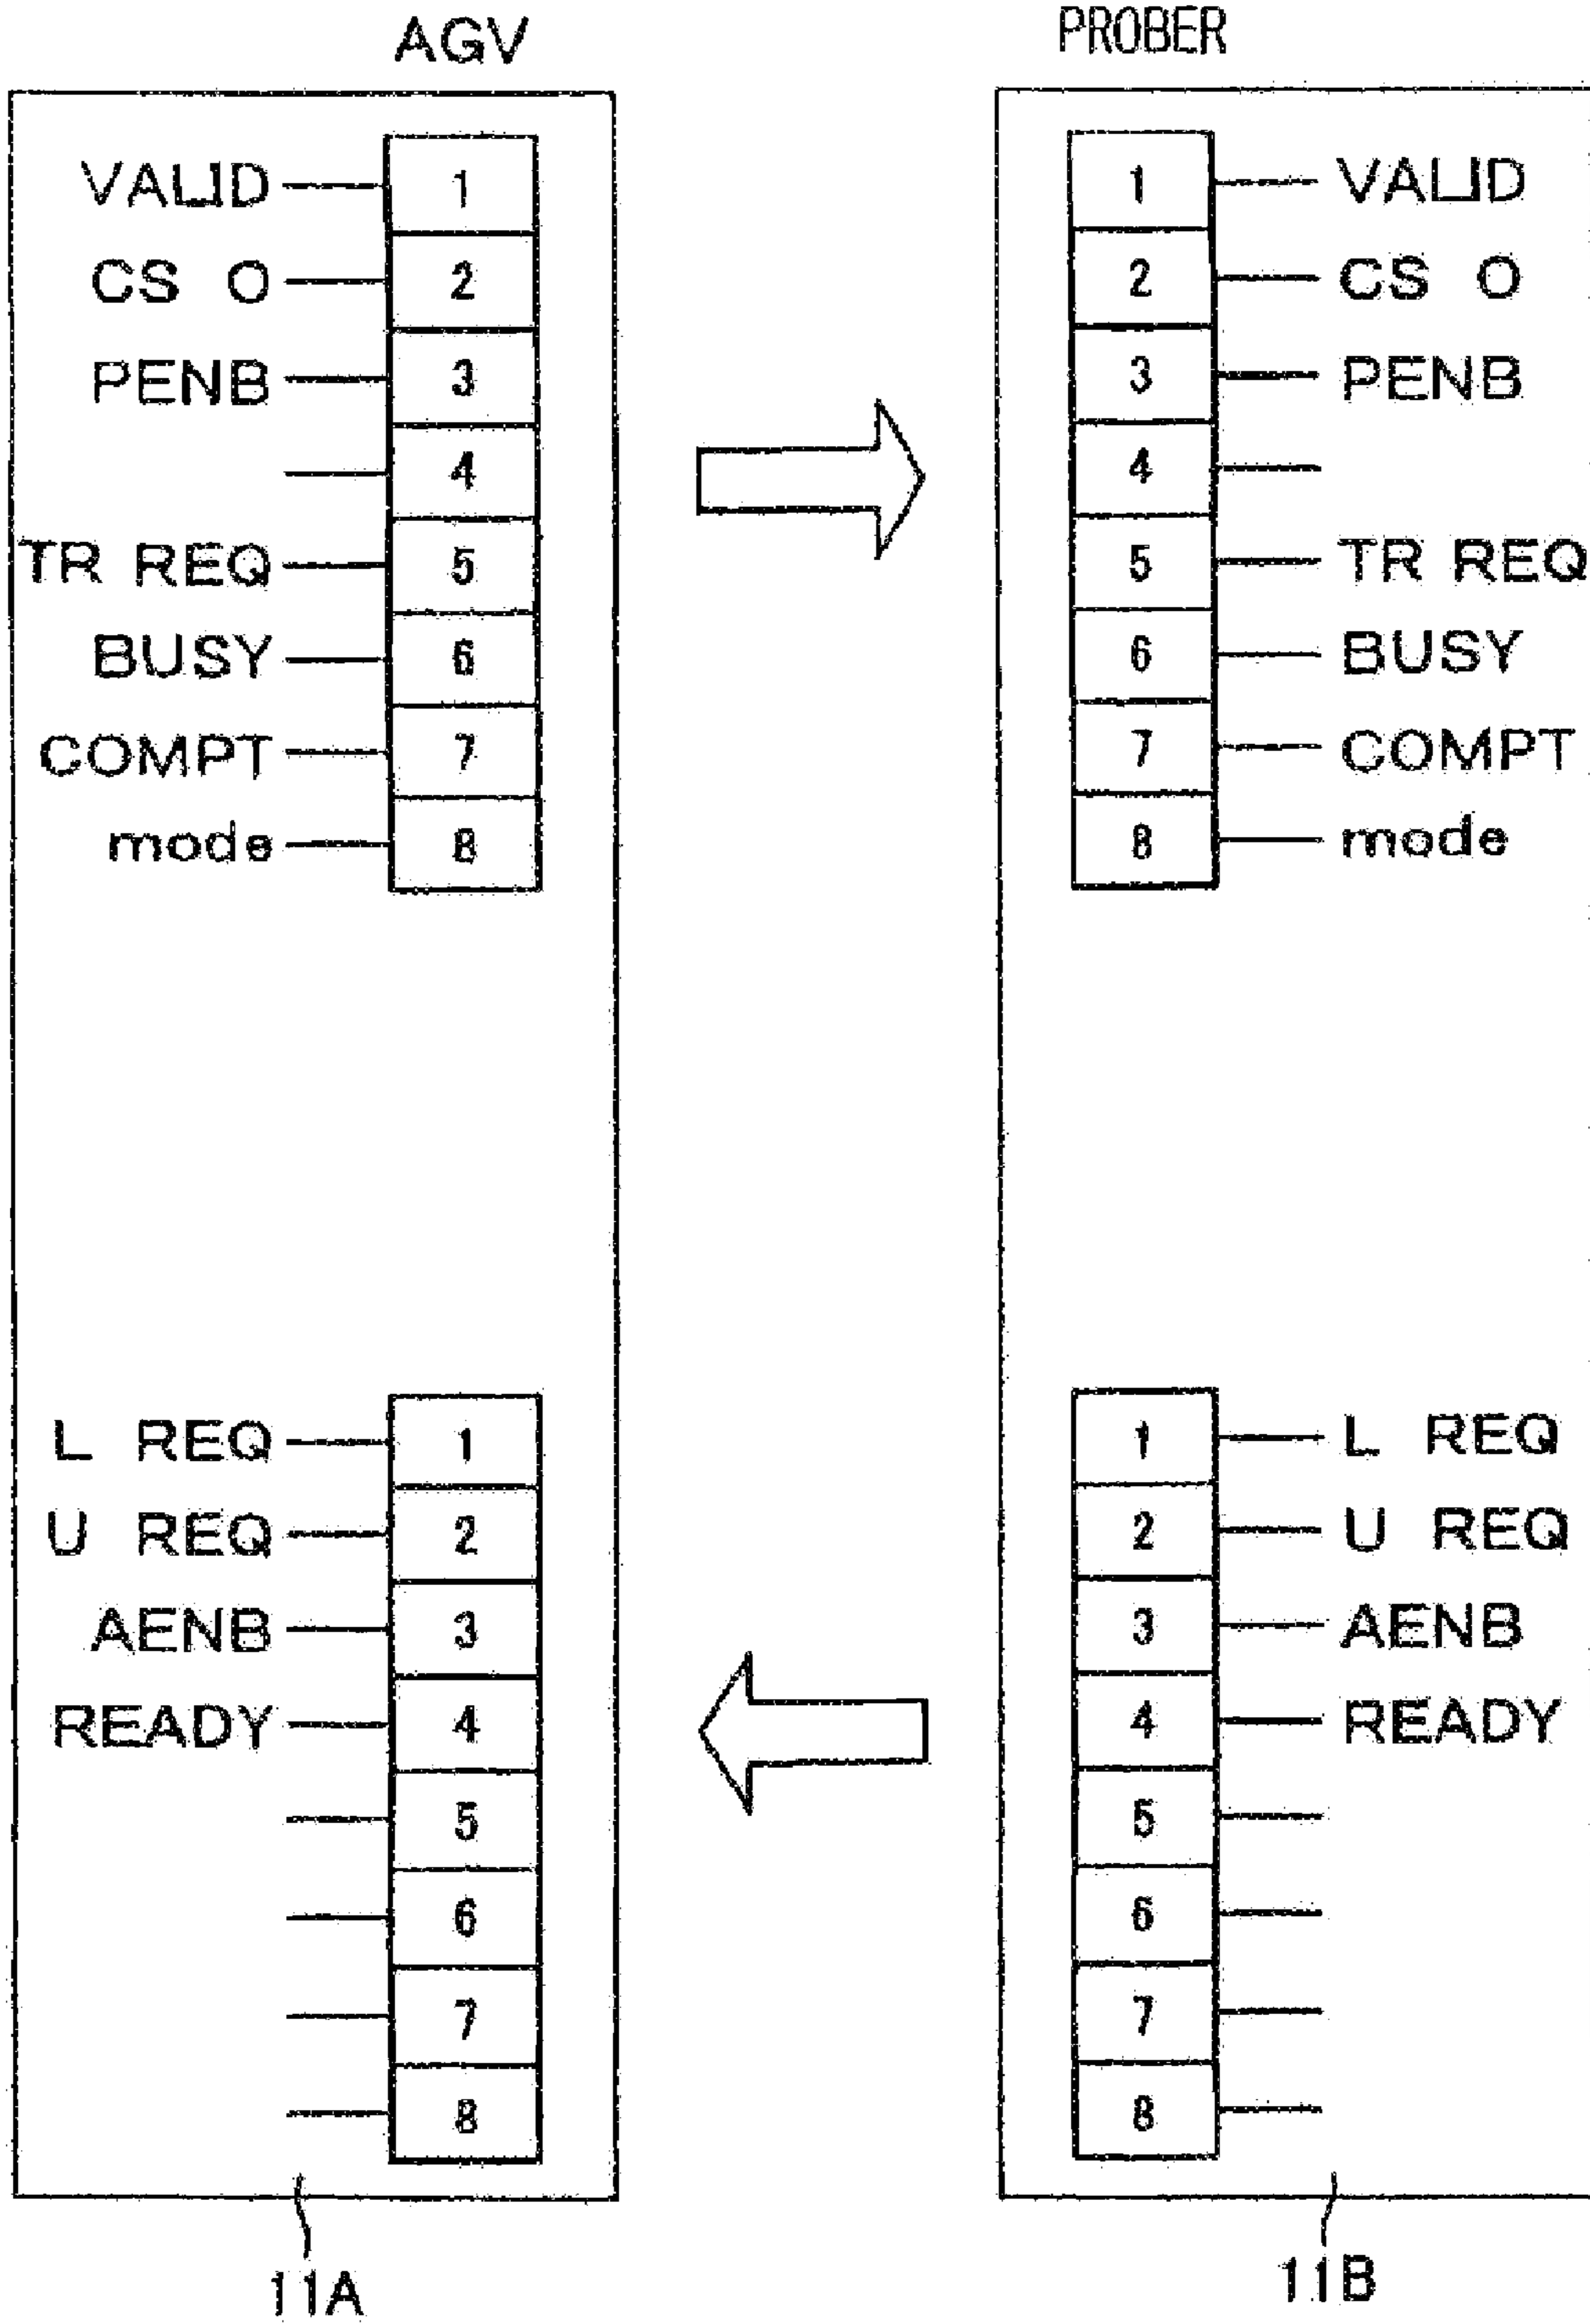 AGV
VALID 1
CS O 2
PENB 3
4
TR REQ 5
BUSY 6
COMPT 7
mode 8
L REQ 1
U REQ 2
AENB 3
READY 4
5
6
7
8
11A
PROBER
1 VALID
2 CS O
3 PENB
4
5 TR REQ
6 BUSY
7 COMPT
8 mode
1 L REQ
2 U REQ
3 AENB
4 READY
5
6
7
8
11B